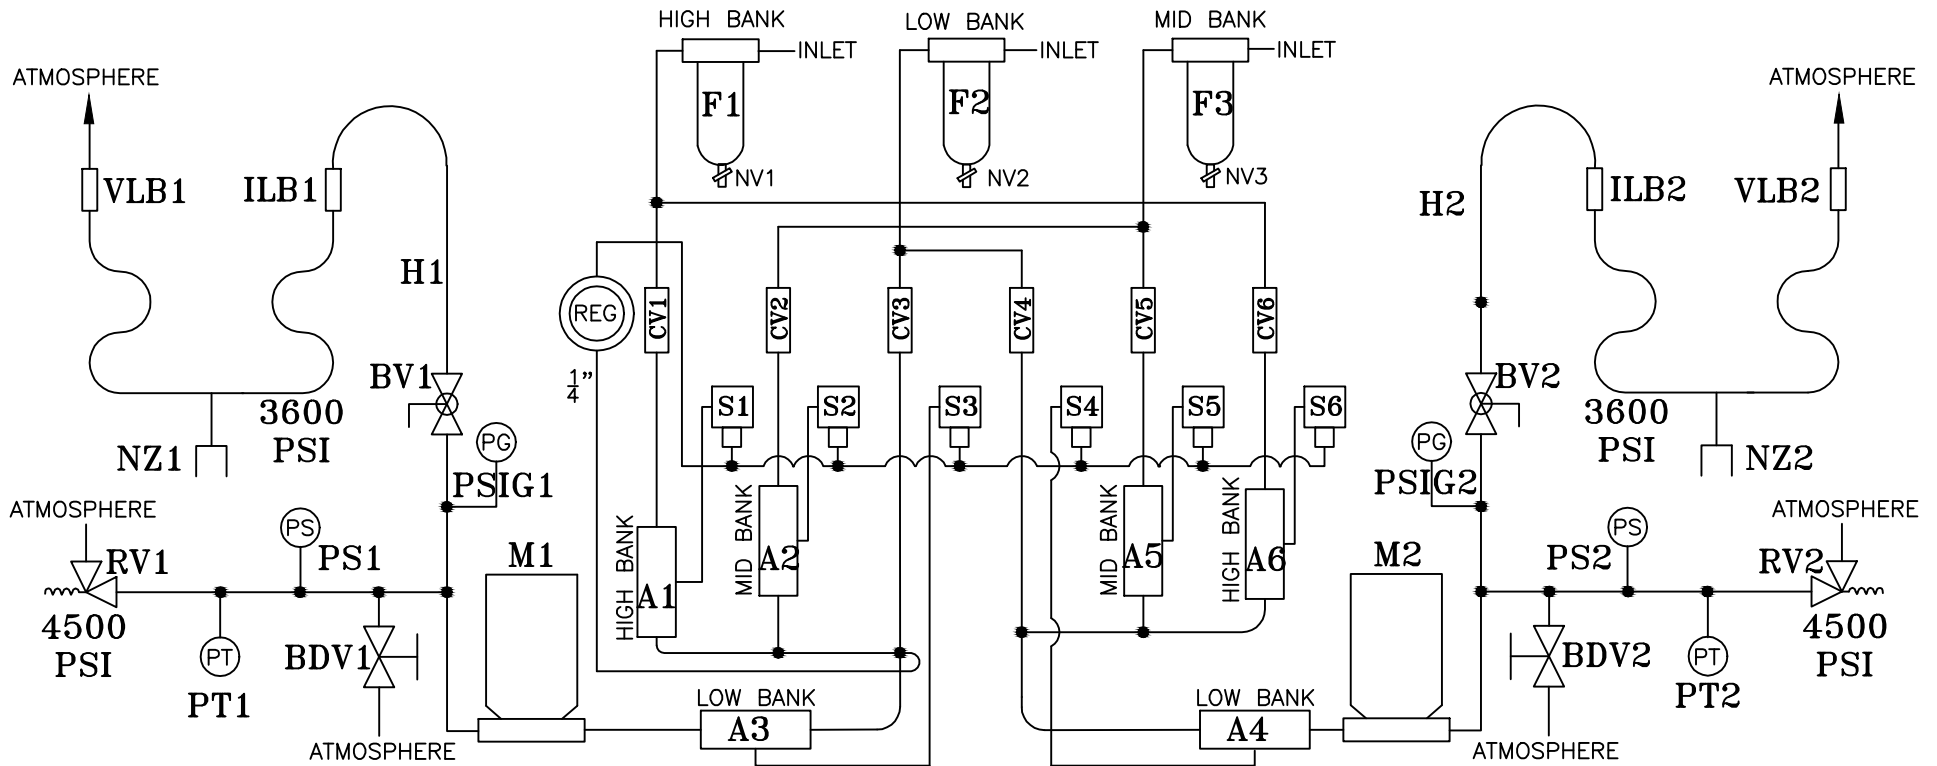 HIGH BANK
LOW BANK
MID BANK
INLET
INLET
INLET
ATMOSPHERE
ATMOSPHERE
F1
F2
F3
NV1
NV2
NV3
VLB1
ILB1
H2
ILB2
VLB2
H1
REG
CV1
CV2
CV3
CV4
CV5
CV6
1/4"
BV1
BV2
3600
PSI
3600
PSI
S1
S2
S3
S4
S5
S6
NZ1
PG
PSIG1
PG
PSIG2
NZ2
ATMOSPHERE
RV1
PS
PS1
4500
PSI
PT
PT1
BDV1
ATMOSPHERE
M1
HIGH BANK
A1
MID BANK
A2
LOW BANK
A3
MID BANK
A5
HIGH BANK
A6
LOW BANK
A4
M2
PS
PS2
ATMOSPHERE
RV2
4500
PSI
BDV2
PT
PT2
ATMOSPHERE